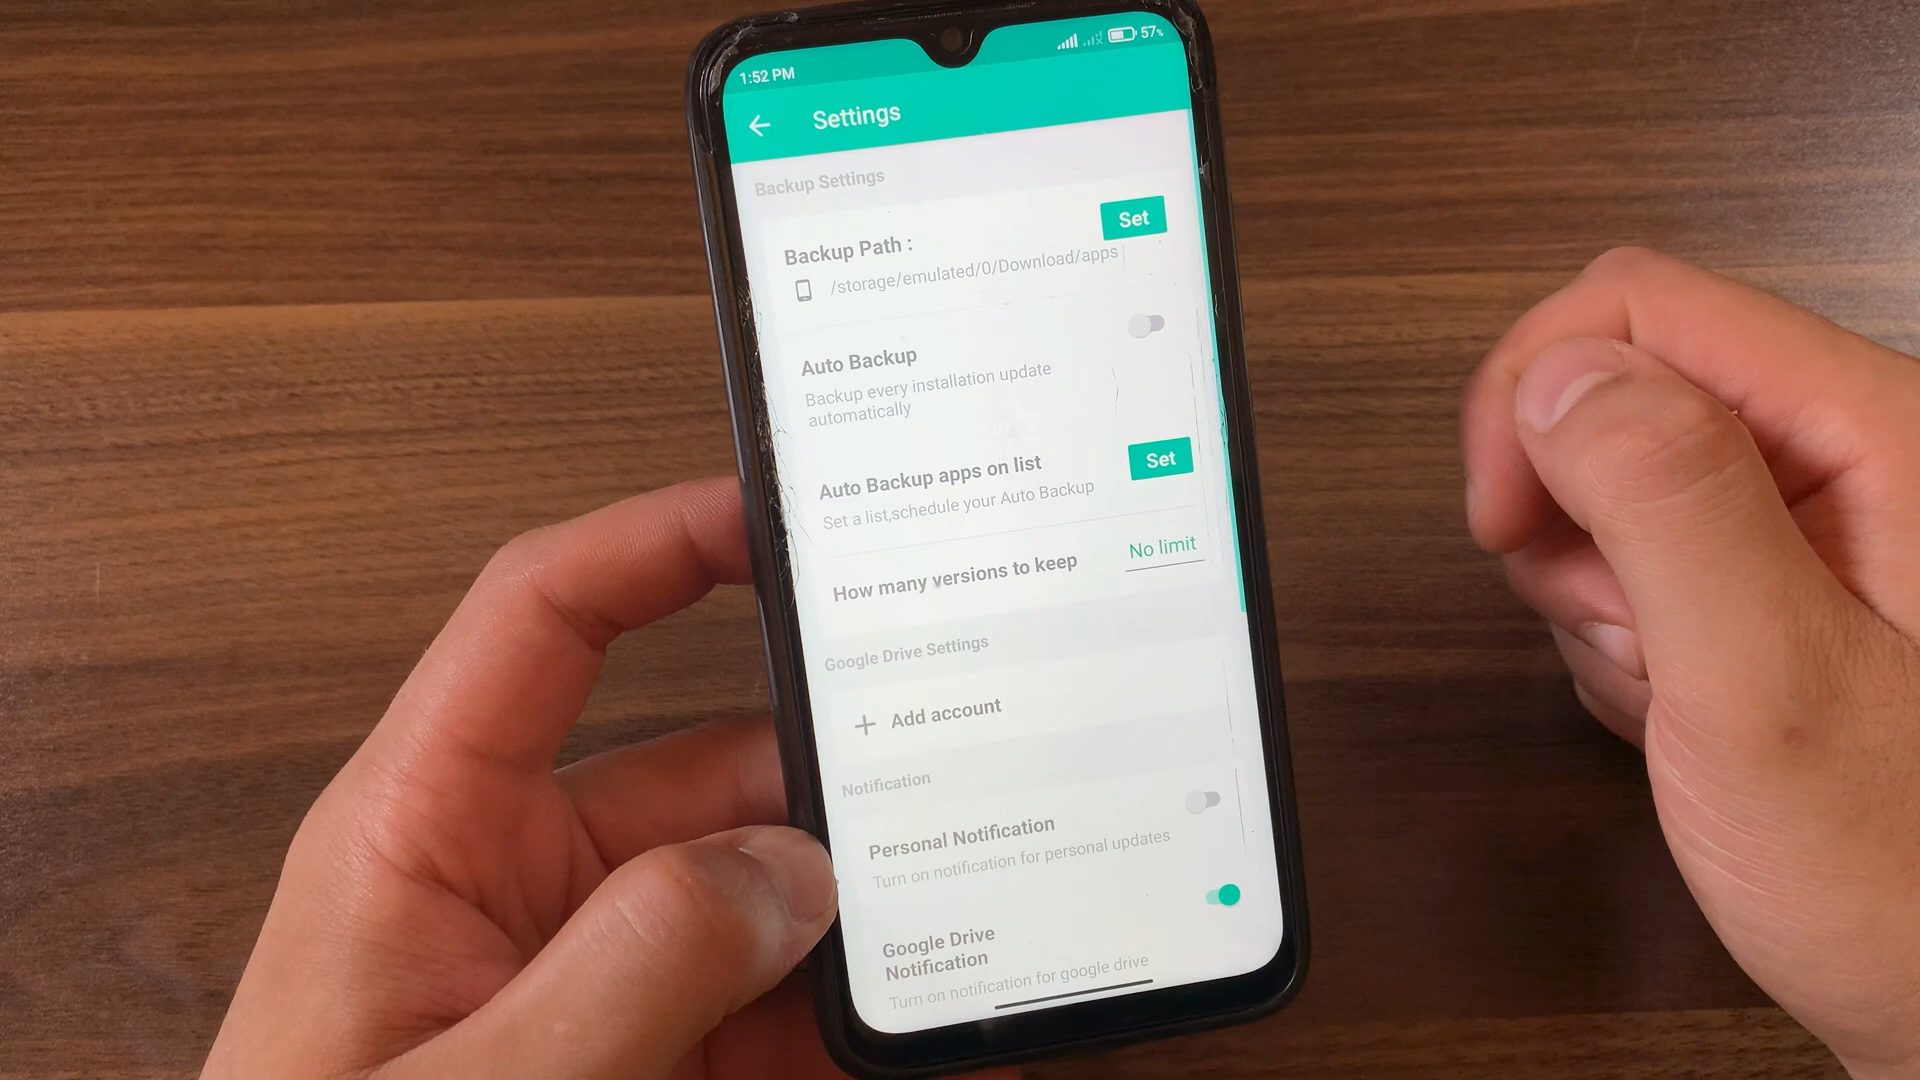 1:52 PM
57%
Settings
Backup Settings
Backup Path :
Set
/storage/emulated/0/Download/apps
Auto Backup
Backup every installation update
automatically
Auto Backup apps on list
Set
Set a list,schedule your Auto Backup
How many versions to keep
No limit
Google Drive Settings
+ Add account
Notification
Personal Notification
Turn on notification for personal updates
Google Drive
Notification
Turn on notification for google drive